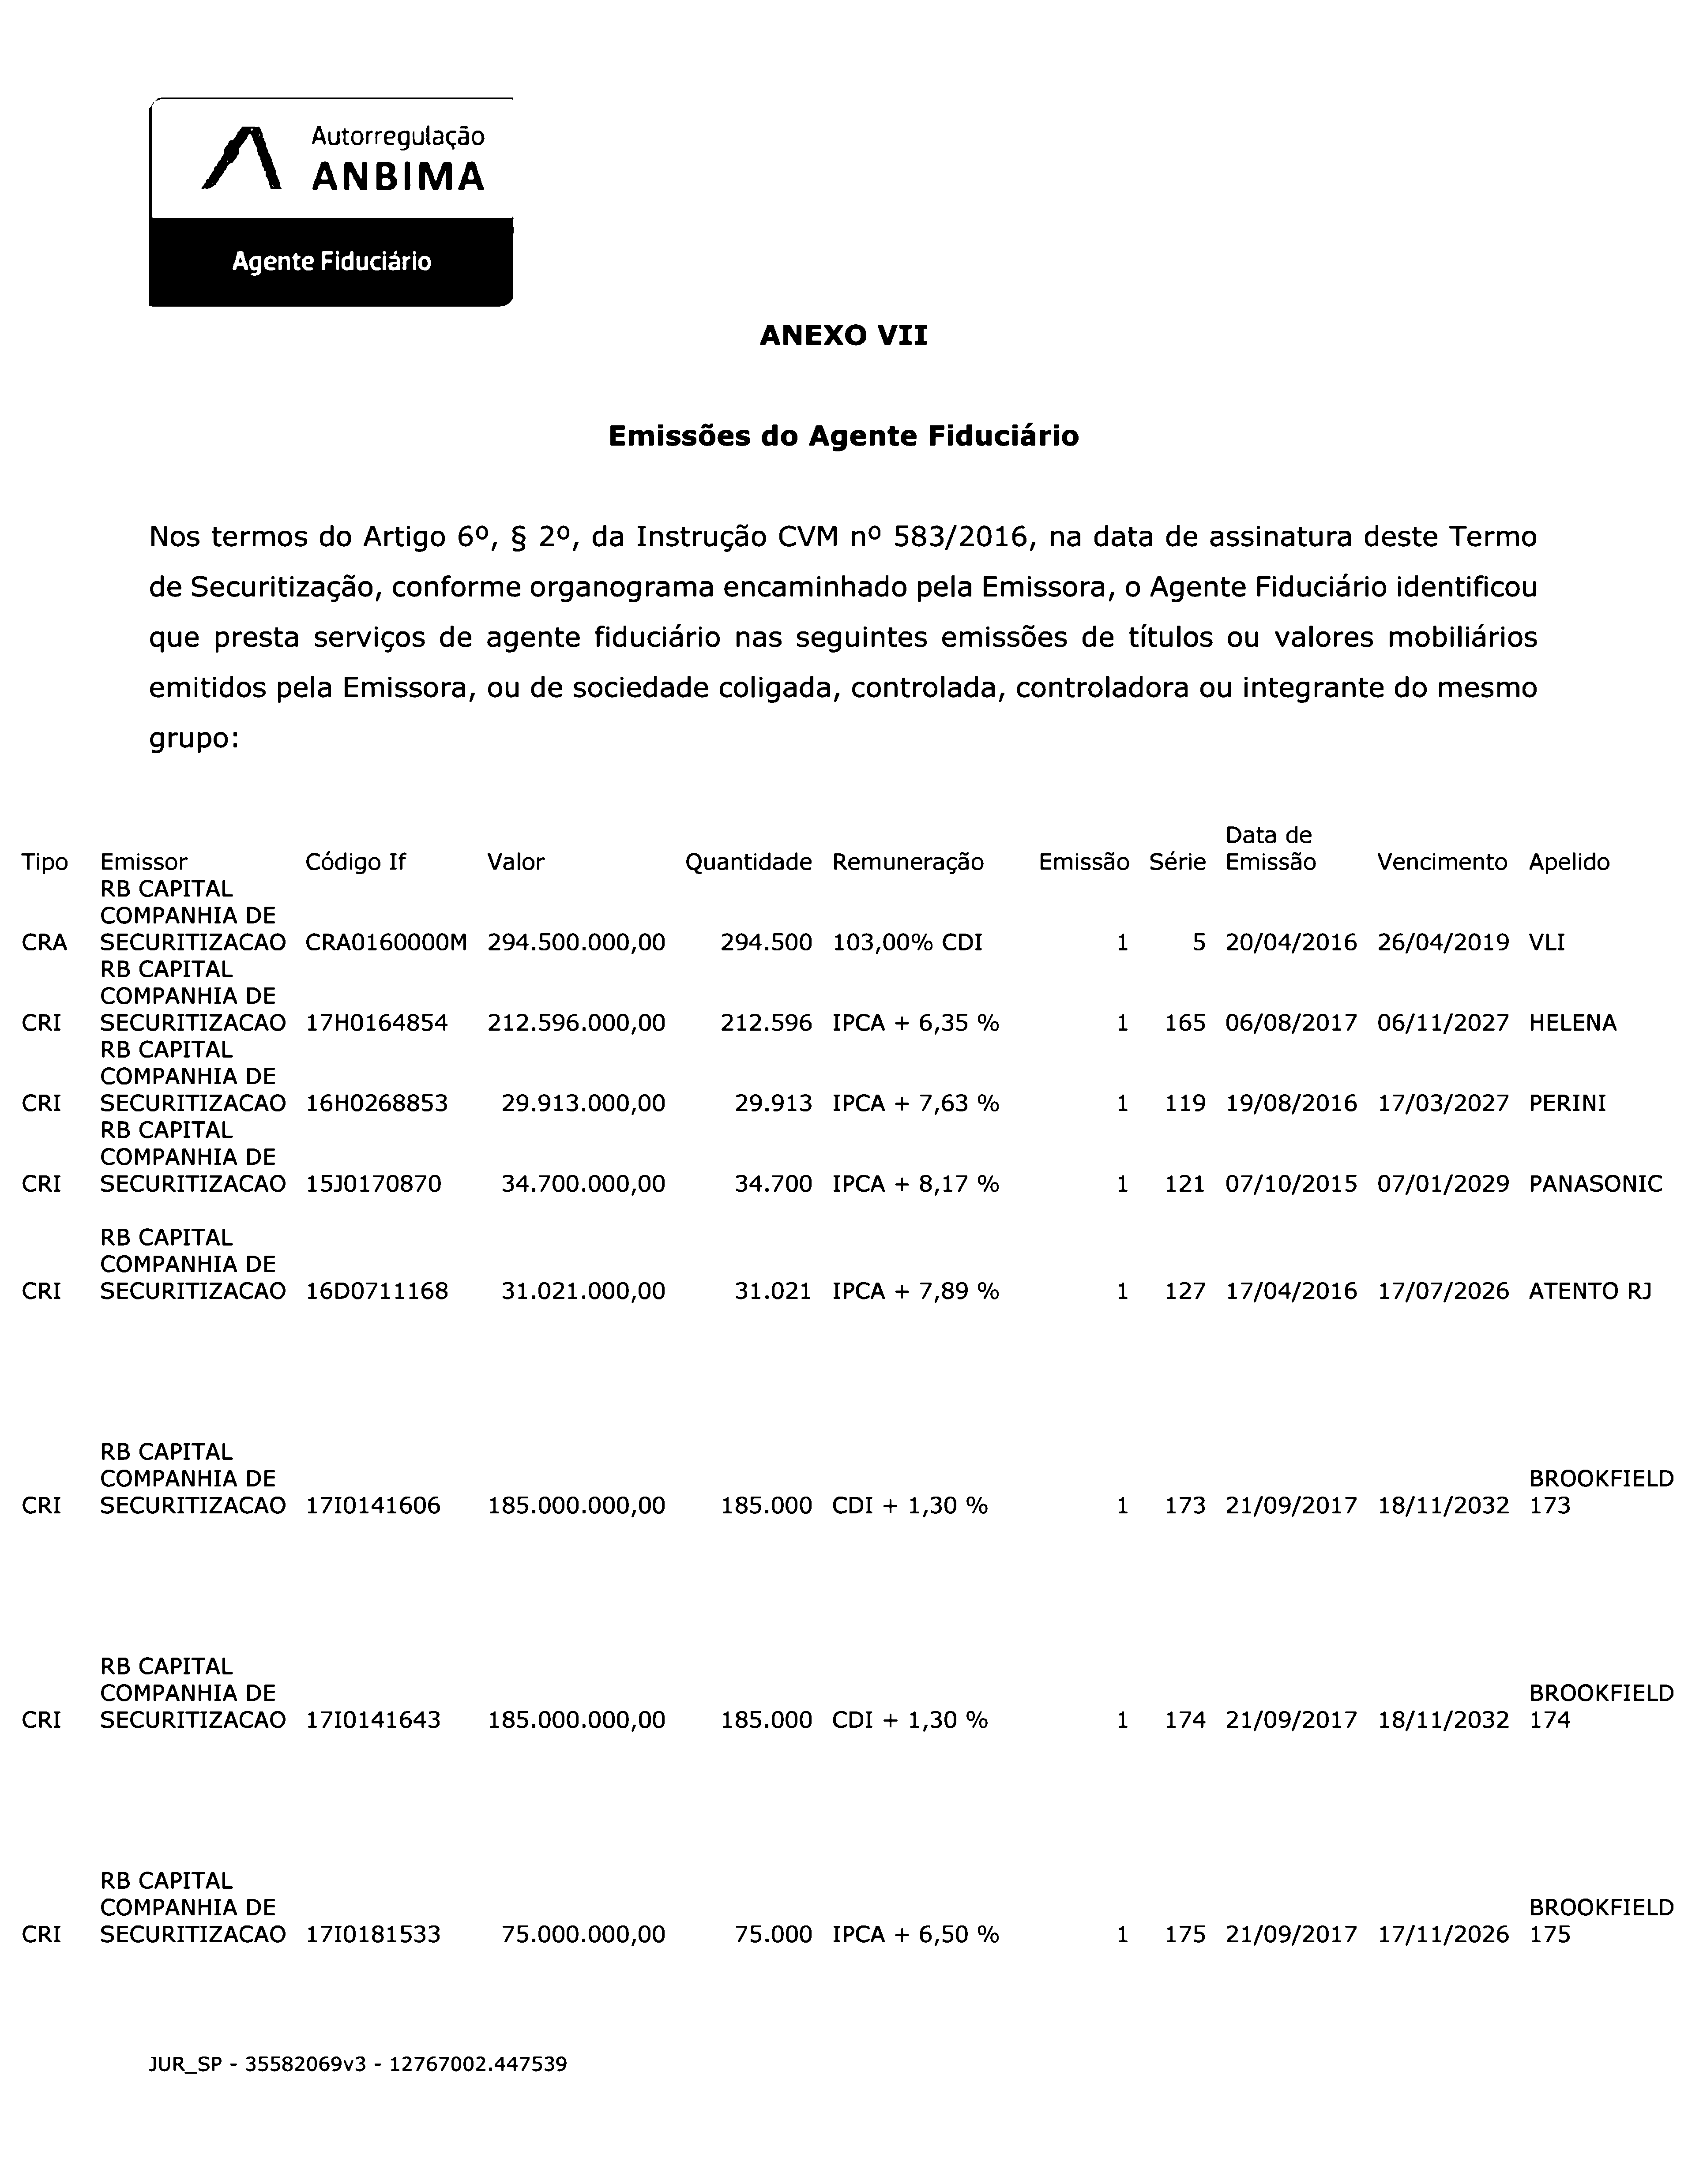 Autorregulação
ANBIMA
Agente Fiduciário
ANEXO VII
Emissões do Agente Fiduciário
Nos termos do Artigo 6º, § 2º, da Instrução CVM nº 583/2016, na data de assinatura deste Termo
de Securitização, conforme organograma encaminhado pela Emissora, o Agente Fiduciário identificou
que presta serviços de agente fiduciário nas seguintes emissões de títulos ou valores mobiliários
emitidos pela Emissora, ou de sociedade coligada, controlada, controladora ou integrante do mesmo
grupo:
Data de
Tipo Emissor Código If Valor Quantidade Remuneração Emissão Série Emissão Vencimento Apelido
RB CAPITAL
COMPANHIA DE
CRA SECURITIZACAO CRA0160000M 294.500.000,00 294.500 103,00% CDI 1 5 20/04/2016 26/04/2019 VLI
RB CAPITAL
COMPANHIA DE
CRI SECURITIZACAO 17H0164854 212.596.000,00 212.596 IPCA + 6,35 % 1 165 06/08/2017 06/11/2027 HELENA
RB CAPITAL
COMPANHIA DE
CRI SECURITIZACAO 16H0268853 29.913.000,00 29.913 IPCA + 7,63 % 1 119 19/08/2016 17/03/2027 PERINI
RB CAPITAL
COMPANHIA DE
CRI SECURITIZACAO 15J0170870 34.700.000,00 34.700 IPCA + 8,17 % 1 121 07/10/2015 07/01/2029 PANASONIC
RB CAPITAL
COMPANHIA DE
CRI SECURITIZACAO 16D0711168 31.021.000,00 31.021 IPCA + 7,89 % 1 127 17/04/2016 17/07/2026 ATENTO RJ
RB CAPITAL
COMPANHIA DE BROOKFIELD
CRI SECURITIZACAO 17I0141606 185.000.000,00 185.000 CDI + 1,30 % 1 173 21/09/2017 18/11/2032 173
RB CAPITAL
COMPANHIA DE BROOKFIELD
CRI SECURITIZACAO 17I0141643 185.000.000,00 185.000 CDI + 1,30 % 1 174 21/09/2017 18/11/2032 174
RB CAPITAL
COMPANHIA DE BROOKFIELD
CRI SECURITIZACAO 17I0181533 75.000.000,00 75.000 IPCA + 6,50 % 1 175 21/09/2017 17/11/2026 175
JUR_SP - 35582069v3 - 12767002.447539